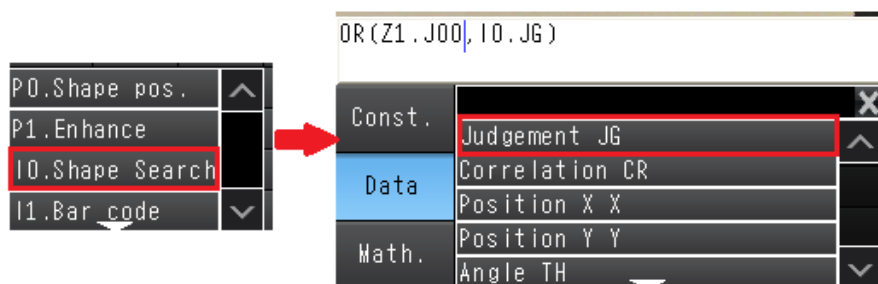 P0.Shape pos.
P1.Enhance
I0.Shape Search
I1.Bar code
OR(Z1.J00,I0.JG)
Const.
Data
Math.
X
Judgement JG
Correlation CR
Position X X
Position Y Y
Angle TH